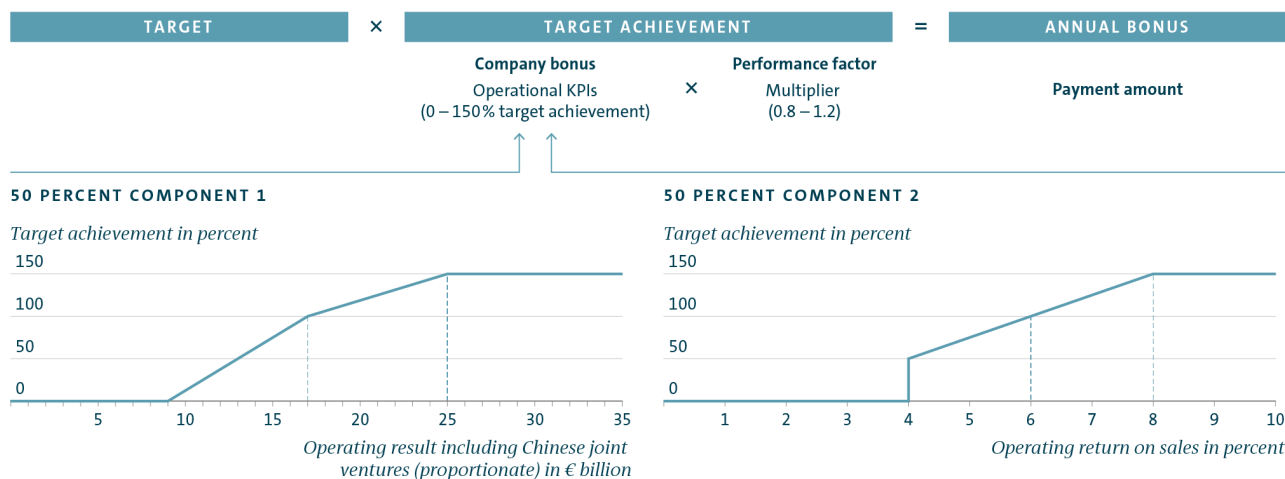 TARGET × TARGET ACHIEVEMENT = ANNUAL BONUS
Company bonus
Operational KPIs
(0 – 150% target achievement)
×
Performance factor
Multiplier
(0.8 – 1.2)
Payment amount
50 PERCENT COMPONENT 1
Target achievement in percent
150
100
50
0
5 10 15 20 25 30 35
Operating result including Chinese joint
ventures (proportionate) in € billion
50 PERCENT COMPONENT 2
Target achievement in percent
150
100
50
0
1 2 3 4 5 6 7 8 9 10
Operating return on sales in percent